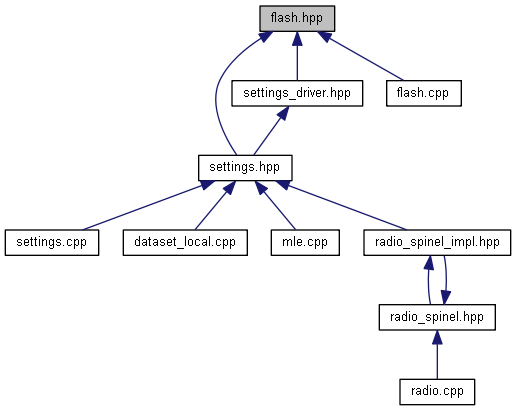 flash.hpp
settings_driver.hpp
flash.cpp
settings.hpp
settings.cpp
dataset_local.cpp
mle.cpp
radio_spinel_impl.hpp
radio_spinel.hpp
radio.cpp